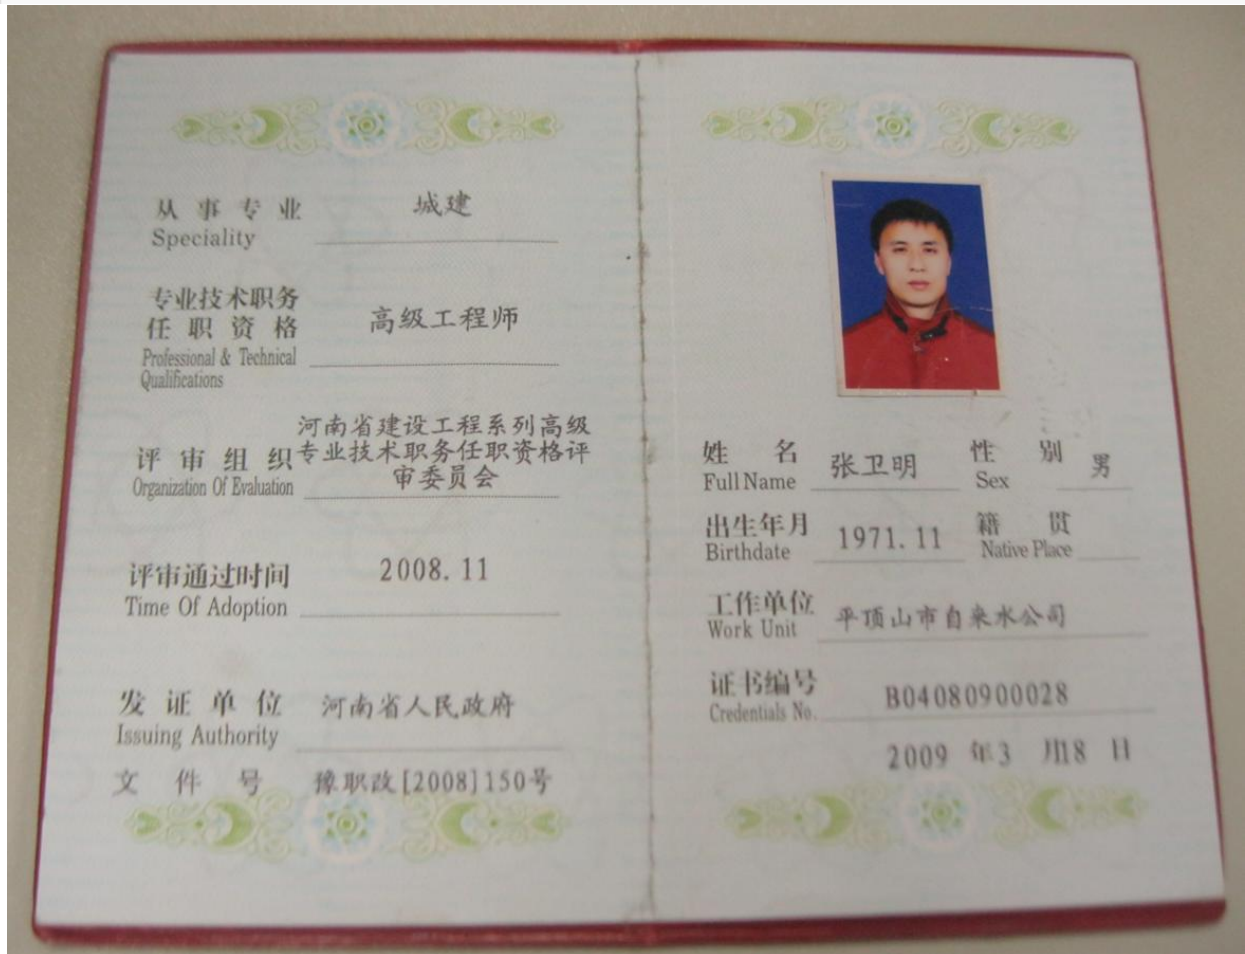 从事专业 城建
Speciality
专业技术职务
任职资格 高级工程师
Professional & Technical
Qualifications
河南省建设工程系列高级
评审组织 专业技术职务任职资格评
Organization Of Evaluation 审委员会
评审通过时间 2008.11
Time Of Adoption
发证单位 河南省人民政府
Issuing Authority
文件号 豫职改[2008]150号
姓名 张卫明 性别 男
Full Name Sex
出生年月 1971.11 籍贯
Birthdate Native Place
工作单位 平顶山市自来水公司
Work Unit
证书编号 B04080900028
Credentials No.
2009 年3 月18 日